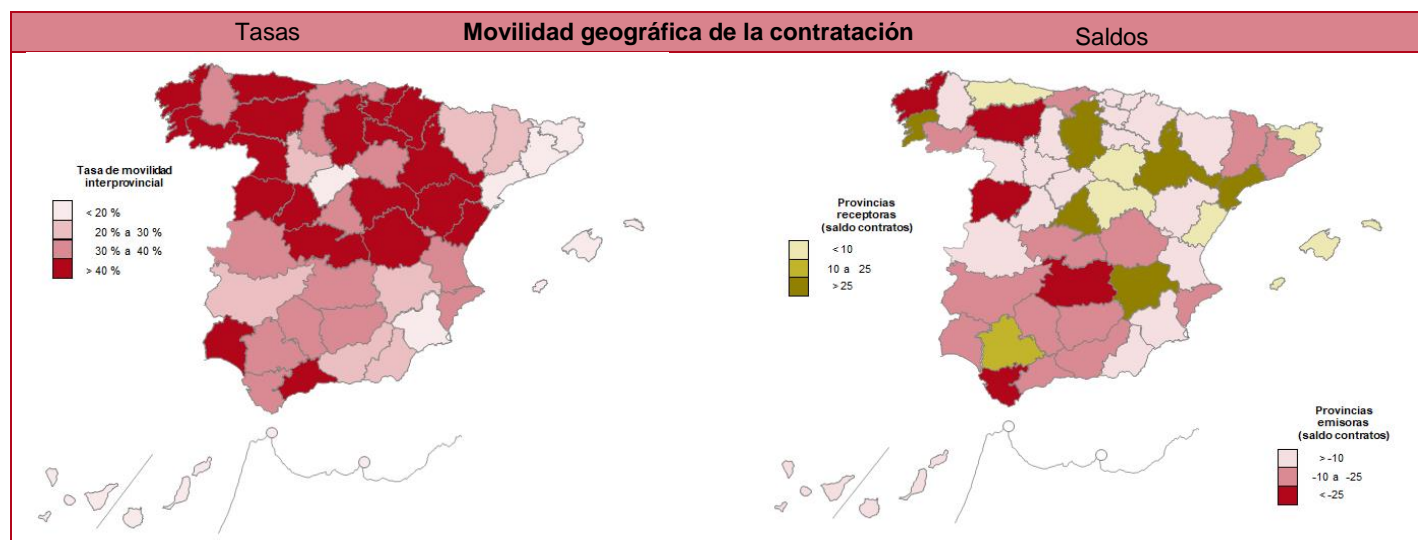 Tasas
Movilidad geográfica de la contratación
Saldos
Tasa de movilidad
interprovincial
< 20 %
20 % a 30 %
30 % a 40 %
> 40 %
Provincias
receptoras
(saldo contratos)
< 10
10 a 25
> 25
Provincias
emisoras
(saldo contratos)
> -10
-10 a -25
< -25